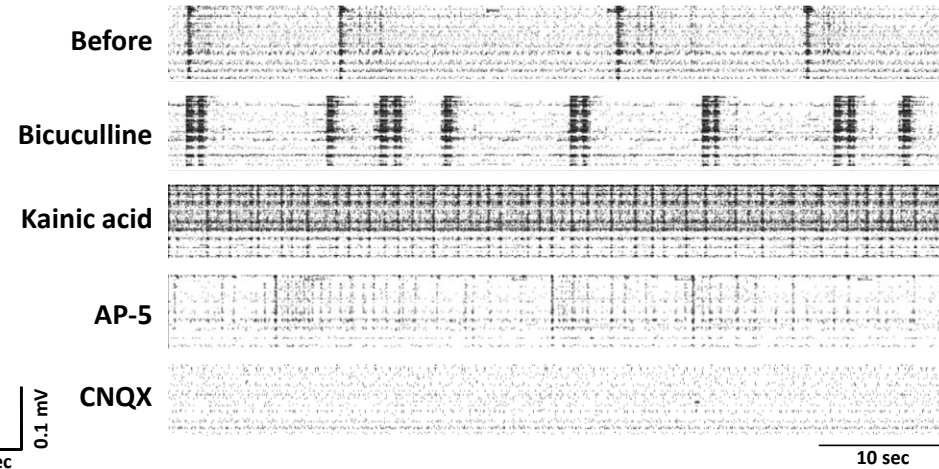 Before
Bicuculline
Kainic acid
AP-5
CNQX
0.1 mV
10 sec